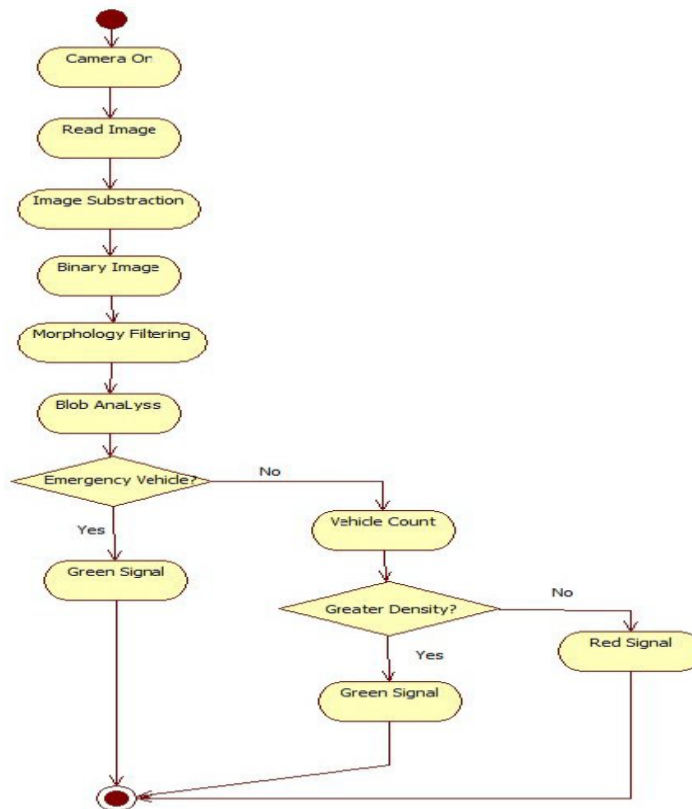 Camera On
Read Image
Image Substraction
Binary Image
Morphology Filtering
Blob AnaLyss
Emergency Vehicle?
No
Yes
Vehicle Count
Green Signal
Greater Density?
No
Yes
Red Signal
Green Signal